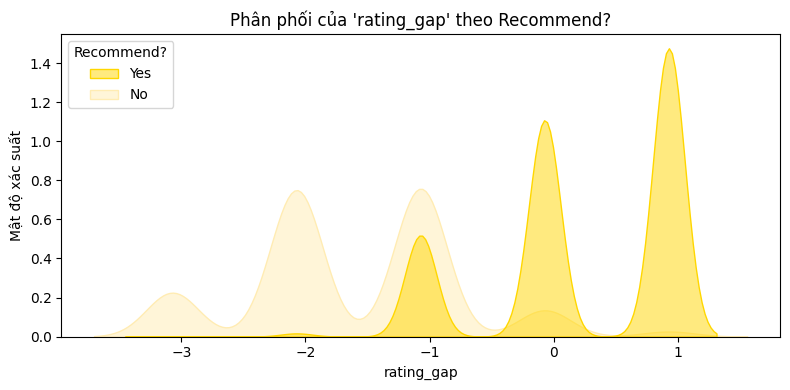 Phân phối của 'rating_gap' theo Recommend?
Recommend?
Yes
No
Mật độ xác suất
1.4
1.2
1.0
0.8
0.6
0.4
0.2
0.0
−3
−2
−1
0
1
rating_gap